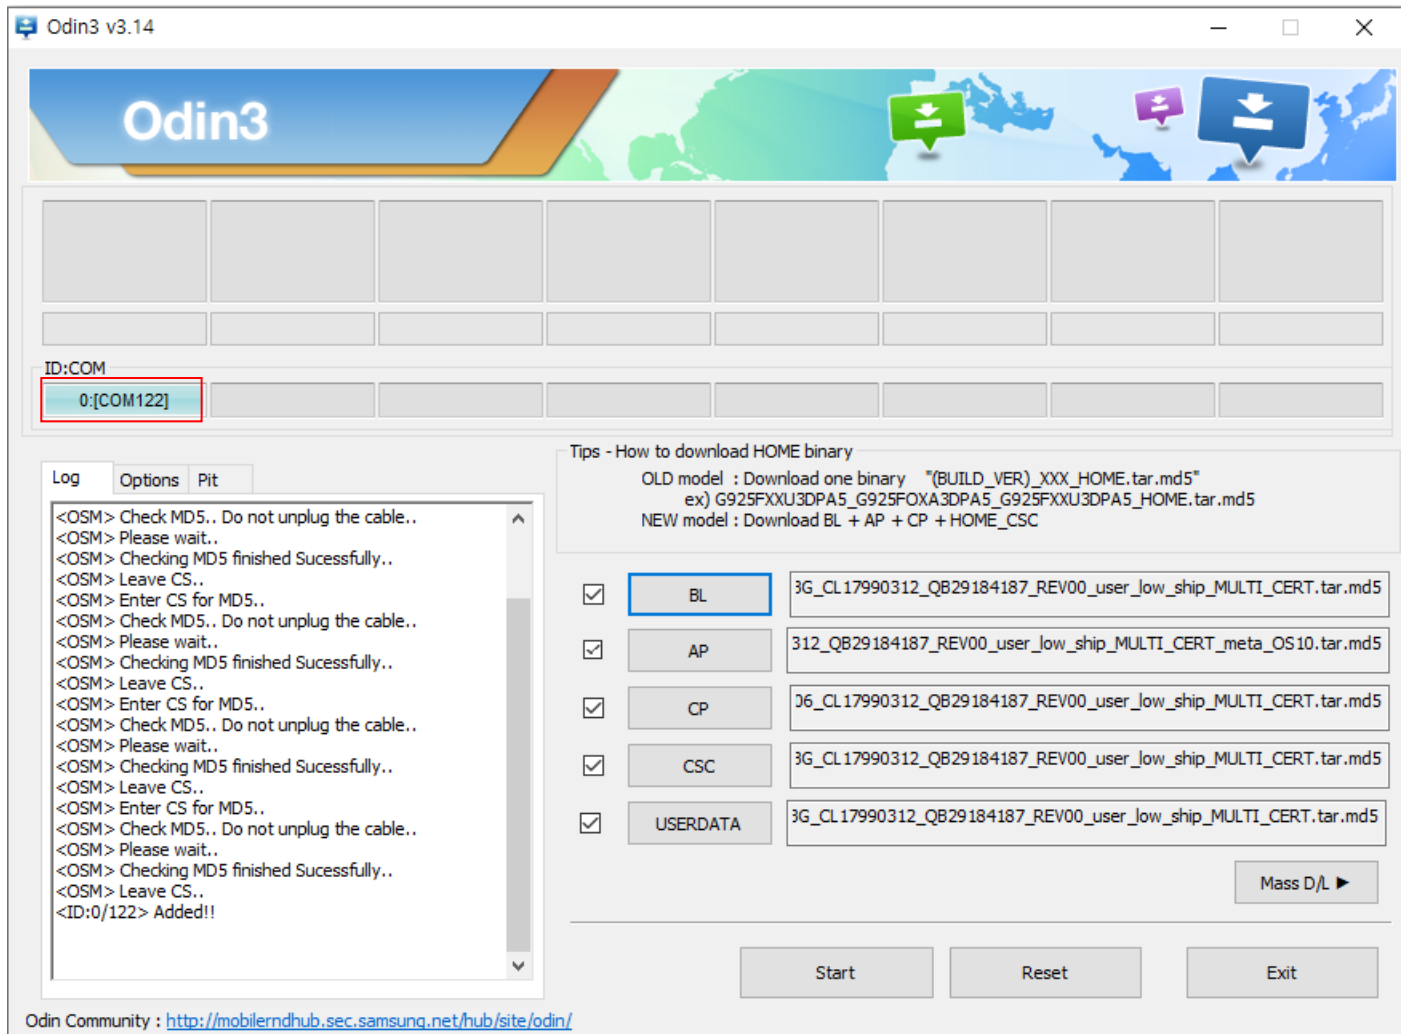 Odin3 v3.14
Odin3
ID:COM
0:[COM122]
Log
Options
Pit
<OSM> Check MD5.. Do not unplug the cable..
<OSM> Please wait..
<OSM> Checking MD5 finished Sucessfully..
<OSM> Leave CS..
<OSM> Enter CS for MD5..
<OSM> Check MD5.. Do not unplug the cable..
<OSM> Please wait..
<OSM> Checking MD5 finished Sucessfully..
<OSM> Leave CS..
<OSM> Enter CS for MD5..
<OSM> Check MD5.. Do not unplug the cable..
<OSM> Please wait..
<OSM> Checking MD5 finished Sucessfully..
<OSM> Leave CS..
<OSM> Enter CS for MD5..
<OSM> Check MD5.. Do not unplug the cable..
<OSM> Please wait..
<OSM> Checking MD5 finished Sucessfully..
<OSM> Leave CS..
<ID:0/122> Added!!
Tips - How to download HOME binary
OLD model : Download one binary "(BUILD_VER)_XXX_HOME.tar.md5"
ex) G925FXXU3DPA5_G925FOXA3DPA5_G925FXXU3DPA5_HOME.tar.md5
NEW model : Download BL + AP + CP + HOME_CSC
BL
3G_CL17990312_QB29184187_REV00_user_low_ship_MULTI_CERT.tar.md5
AP
312_QB29184187_REV00_user_low_ship_MULTI_CERT_meta_OS10.tar.md5
CP
06_CL17990312_QB29184187_REV00_user_low_ship_MULTI_CERT.tar.md5
CSC
3G_CL17990312_QB29184187_REV00_user_low_ship_MULTI_CERT.tar.md5
USERDATA
3G_CL17990312_QB29184187_REV00_user_low_ship_MULTI_CERT.tar.md5
Mass D/L ►
Start
Reset
Exit
Odin Community : http://mobilerndhub.sec.samsung.net/hub/site/odin/